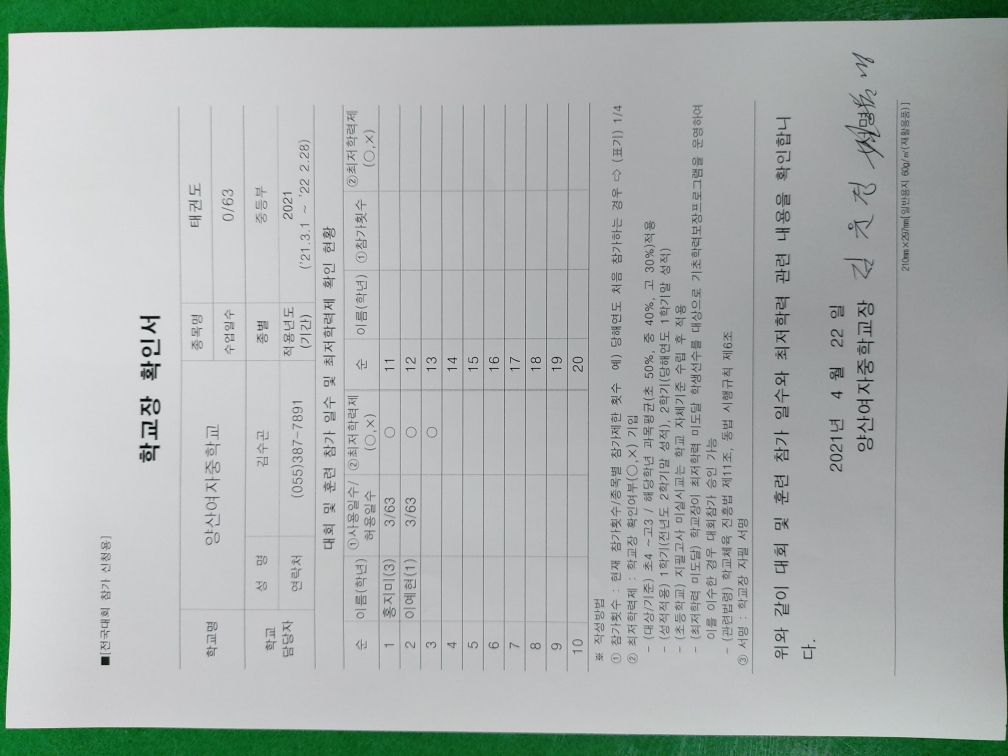 ■[전국대회 참가 신청용]
학교장 확인서
학교명 양산여자중학교 종목명 태권도
수업일수 0/63
학교 담당자 성 명 김수곤 종별 중등부
연락처 (055)387-7891 적용년도 (기간) 2021 ('21.3.1 ~ '22 2.28)
대회 및 훈련 참가 일수 및 최저학력제 확인 현황
순 이름(학년) ①사용일수/허용일수 ②최저학력제 (○,×) 순 이름(학년) ①참가횟수 ②최저학력제 (○,×)
1 홍지미(3) 3/63 ○ 11
2 이예현(1) 3/63 ○ 12
3 ○ 13
4 14
5 15
6 16
7 17
8 18
9 19
10 20
※ 작성방법
① 참가횟수 : 현재 참가횟수/종목별 참가제한 횟수 예) 당해연도 처음 참가하는 경우 ⇨ (표기) 1/4
② 최저학력제 : 학교장 확인여부(○,×) 기입
- (대상/기준) 초4 ~고3 / 해당학년 과목평균(초 50%, 중 40%, 고 30%)적용
- (성적적용) 1학기(전년도 2학기말 성적), 2학기(당해연도 1학기말 성적)
- (초등학교) 지필고사 미실시교는 학교 자체기준 수립 후 적용
- (최저학력 미도달) 학교장이 최저학력 미도달 학생선수를 대상으로 기초학력보장프로그램을 운영하여
이를 이수한 경우 대회참가 승인 가능
- (관련법령) 학교체육 진흥법 제11조, 동법 시행규칙 제6조
③ 서명 : 학교장 자필 서명
위와 같이 대회 및 훈련 참가 일수와 최저학력 관련 내용을 확인합니
다.
2021년 4 월 22 일
양산여자중학교장
210㎜×297㎜[일반용지 60g/㎡(재활용품)]